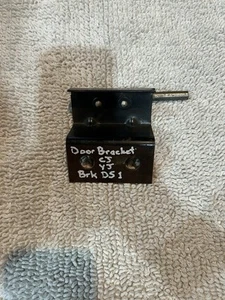 Door Bracket
CJ
YJ
Brk DS 1